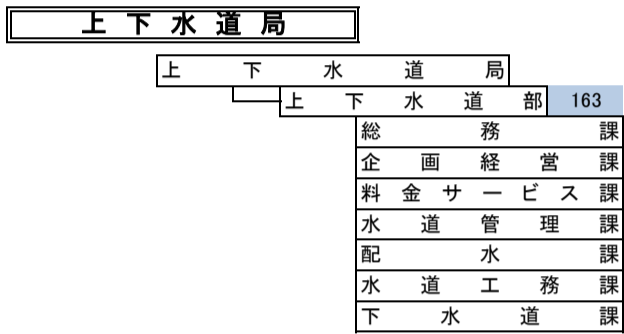 上下水道局
上下水道局
上下水道部 163
総務課
企画経営課
料金サービス課
水道管理課
配水課
水道工務課
下水道課